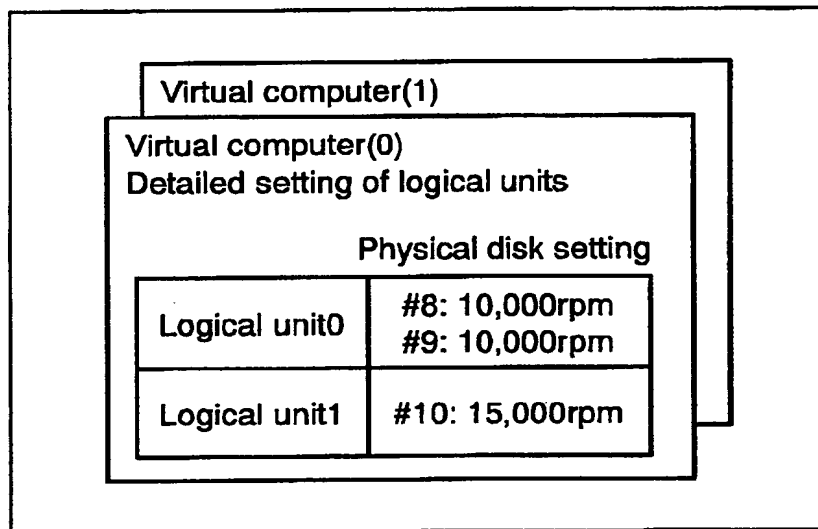 Virtual computer(1)
Virtual computer(0)
Detailed setting of logical units
Physical disk setting
Logical unit0
#8: 10,000rpm
#9: 10,000rpm
Logical unit1
#10: 15,000rpm